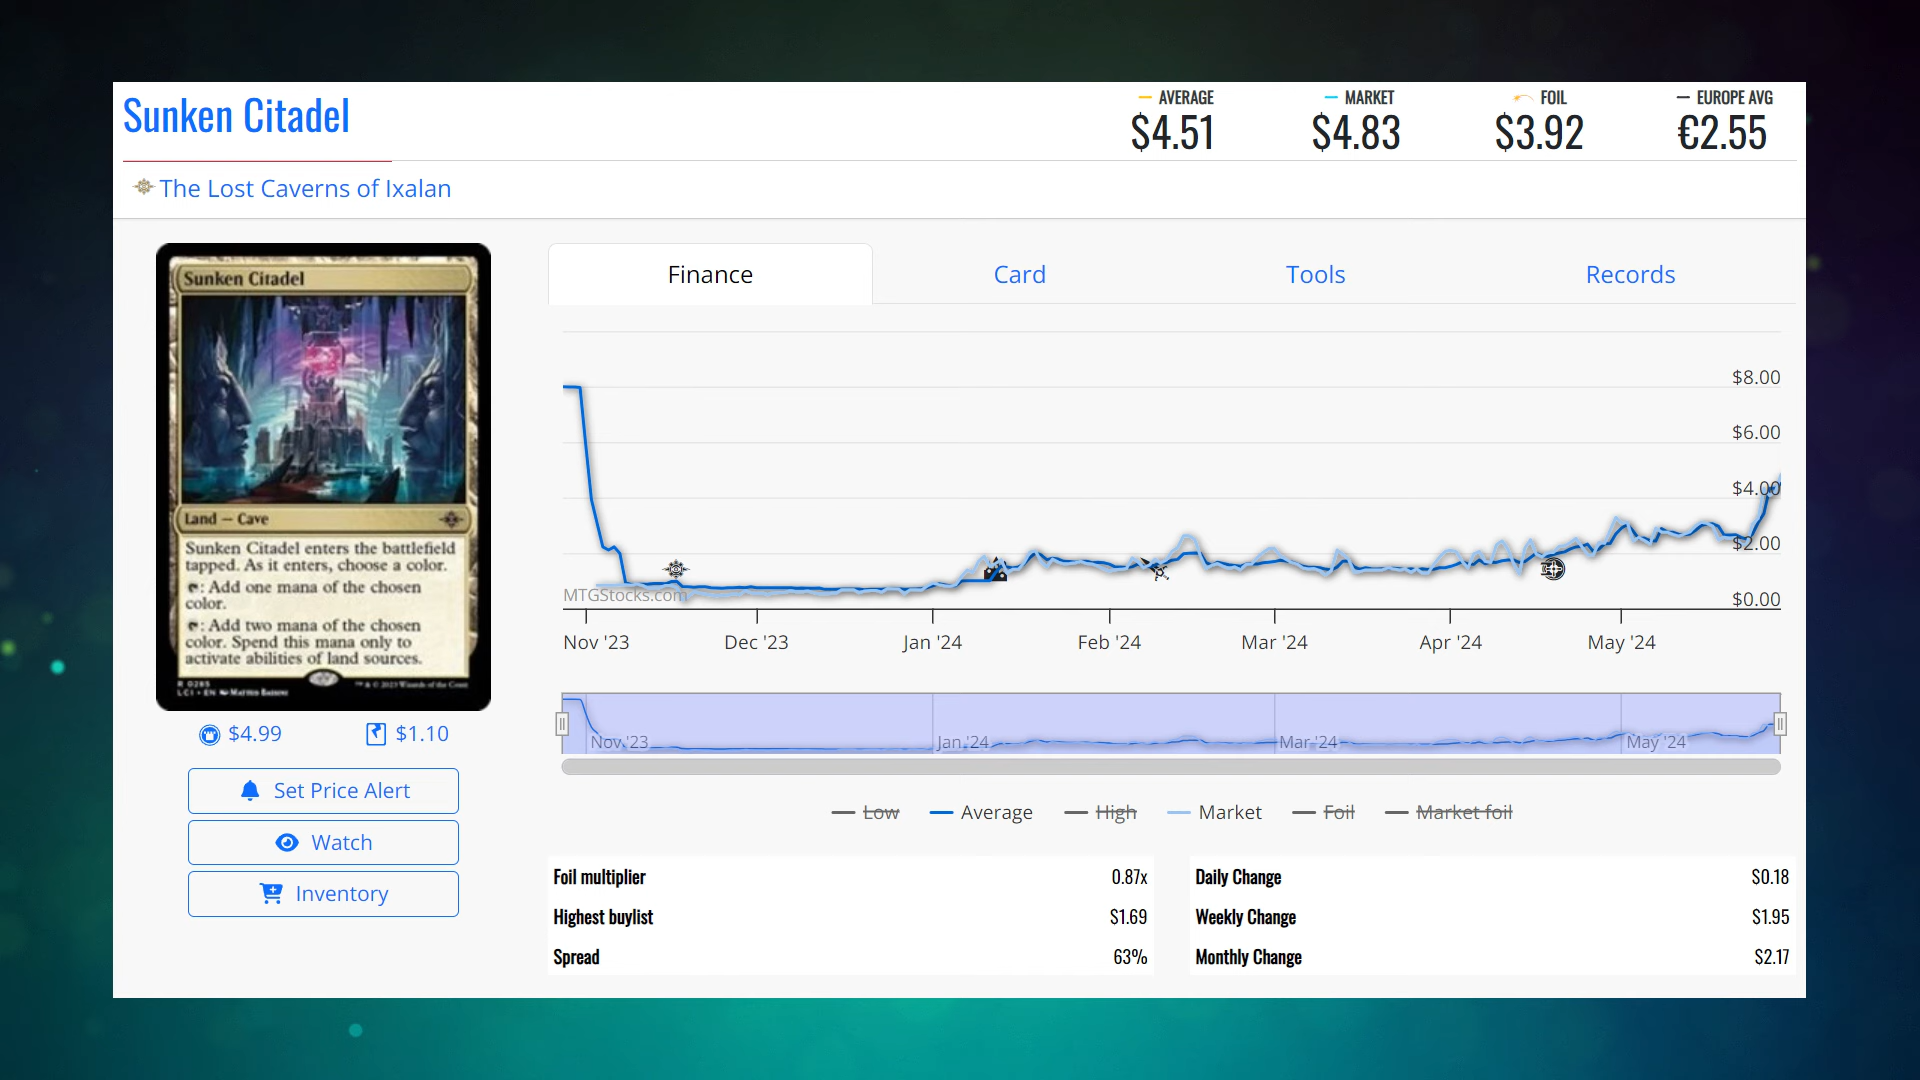 Sunken Citadel
AVERAGE
$4.51
MARKET
$4.83
FOIL
$3.92
EUROPE AVG
€2.55
The Lost Caverns of Ixalan
Sunken Citadel
Land — Cave
Sunken Citadel enters the battlefield
tapped. As it enters, choose a color.
: Add one mana of the chosen
color.
: Add two mana of the chosen
color. Spend this mana only to
activate abilities of land sources.
R 0285
LCI • EN
$4.99
$1.10
Set Price Alert
Watch
Inventory
Finance
Card
Tools
Records
$8.00
$6.00
$4.00
$2.00
$0.00
MTGStocks.com
Nov '23
Dec '23
Jan '24
Feb '24
Mar '24
Apr '24
May '24
Nov '23
Jan '24
Mar '24
May '24
Low
Average
High
Market
Foil
Market foil
Foil multiplier 0.87x
Highest buylist $1.69
Spread 63%
Daily Change $0.18
Weekly Change $1.95
Monthly Change $2.17